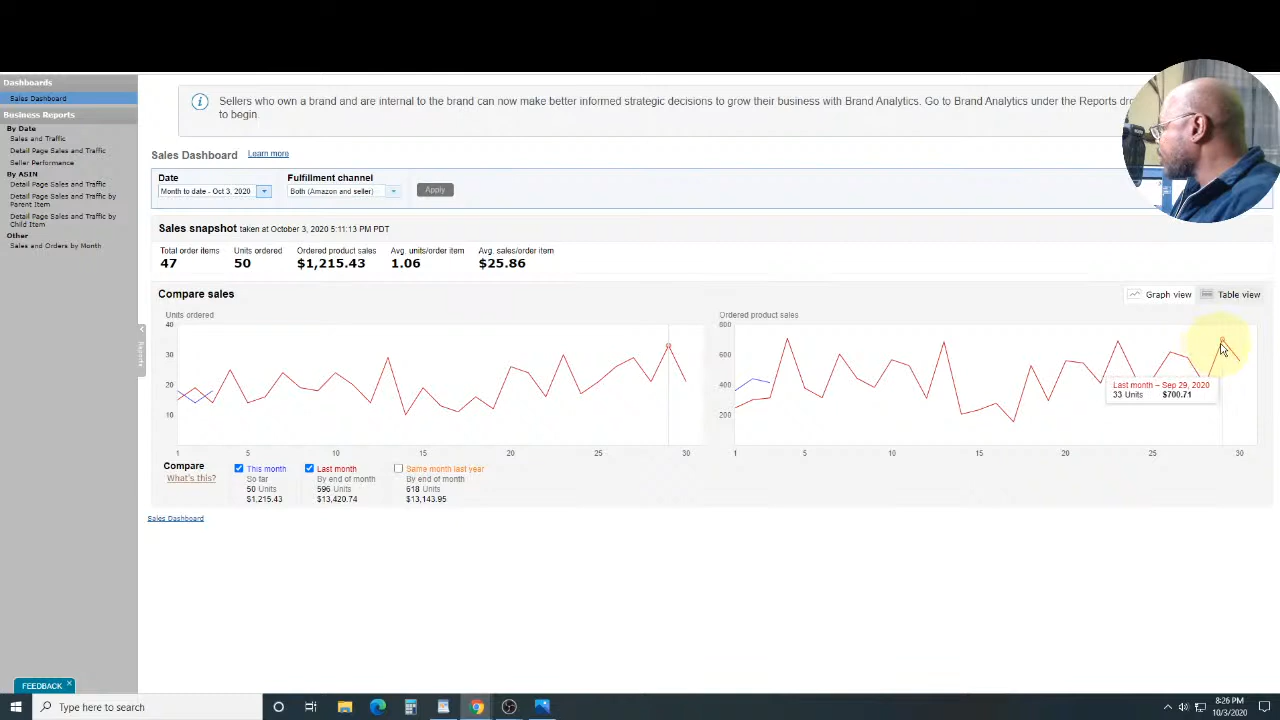 Dashboards
Sales Dashboard
Business Reports
By Date
Sales and Traffic
Detail Page Sales and Traffic
Seller Performance
By ASIN
Detail Page Sales and Traffic
Detail Page Sales and Traffic by
Parent Item
Detail Page Sales and Traffic by
Child Item
Other
Sales and Orders by Month
Reports
i
Sellers who own a brand and are internal to the brand can now make better informed strategic decisions to grow their business with Brand Analytics. Go to Brand Analytics under the Reports
to begin.
Sales Dashboard Learn more
Date Fulfillment channel
Month to date - Oct 3, 2020 Both (Amazon and seller) Apply
Sales snapshot taken at October 3, 2020 5:11:13 PM PDT
Total order items Units ordered Ordered product sales Avg. units/order item Avg. sales/order item
47 50 $1,215.43 1.06 $25.86
Compare sales Graph view Table view
Units ordered Ordered product sales
40 800
30 600
20 400
10 200
Last month – Sep 29, 2020
33 Units $700.71
1 5 10 15 20 25 30 1 5 10 15 20 25 30
Compare This month Last month Same month last year
What's this? So far By end of month By end of month
50 Units 596 Units 618 Units
$1,215.43 $13,420.74 $13,143.95
Sales Dashboard
FEEDBACK
Type here to search
8:26 PM
10/3/2020